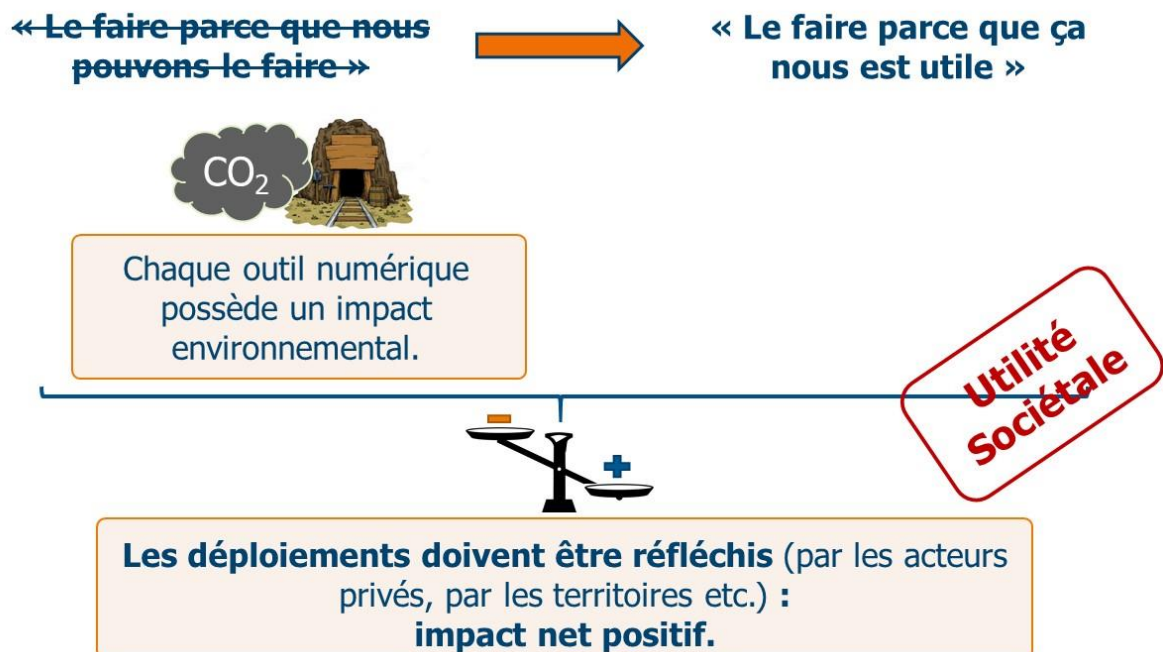 « Le faire parce que nous
pouvons le faire »
« Le faire parce que ça
nous est utile »
CO₂
Chaque outil numérique
possède un impact
environnemental.
Utilité
Sociétale
Les déploiements doivent être réfléchis (par les acteurs
privés, par les territoires etc.) :
impact net positif.